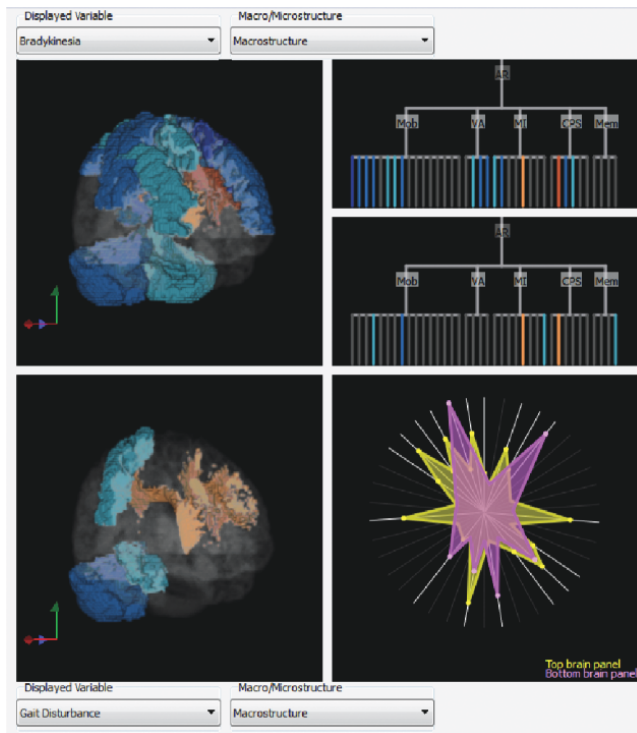 Displayed Variable
Macro/Microstructure
Bradykinesia
Macrostructure
AR
Mob
VA
MI
CPS
Mem
AR
Mob
VA
MI
CPS
Mem
Top brain panel
Bottom brain panel
Displayed Variable
Macro/Microstructure
Gait Disturbance
Macrostructure